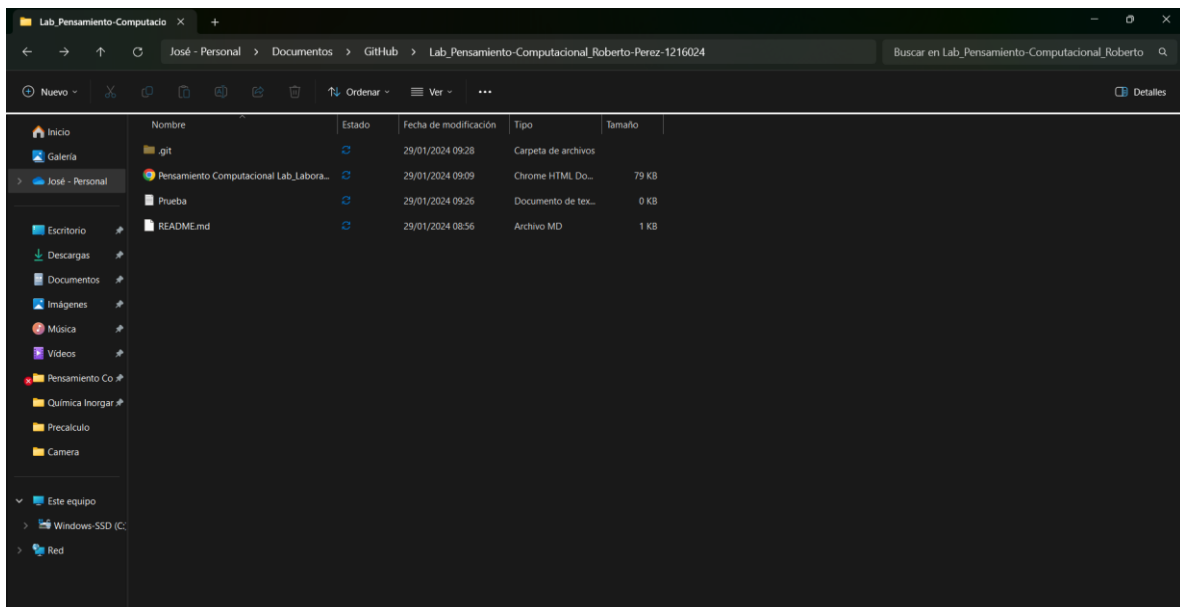 Lab_Pensamiento-Computacio
José - Personal > Documentos > GitHub > Lab_Pensamiento-Computacional_Roberto-Perez-1216024
Buscar en Lab_Pensamiento-Computacional_Roberto
Nuevo
Ordenar
Ver
Detalles
Nombre Estado Fecha de modificación Tipo Tamaño
.git 29/01/2024 09:28 Carpeta de archivos
Pensamiento Computacional Lab_Labora... 29/01/2024 09:09 Chrome HTML Do... 79 KB
Prueba 29/01/2024 09:26 Documento de tex... 0 KB
README.md 29/01/2024 08:56 Archivo MD 1 KB
Inicio
Galería
José - Personal
Escritorio
Descargas
Documentos
Imágenes
Música
Vídeos
Pensamiento Co
Química Inorgar
Precalculo
Camera
Este equipo
Windows-SSD (C:
Red